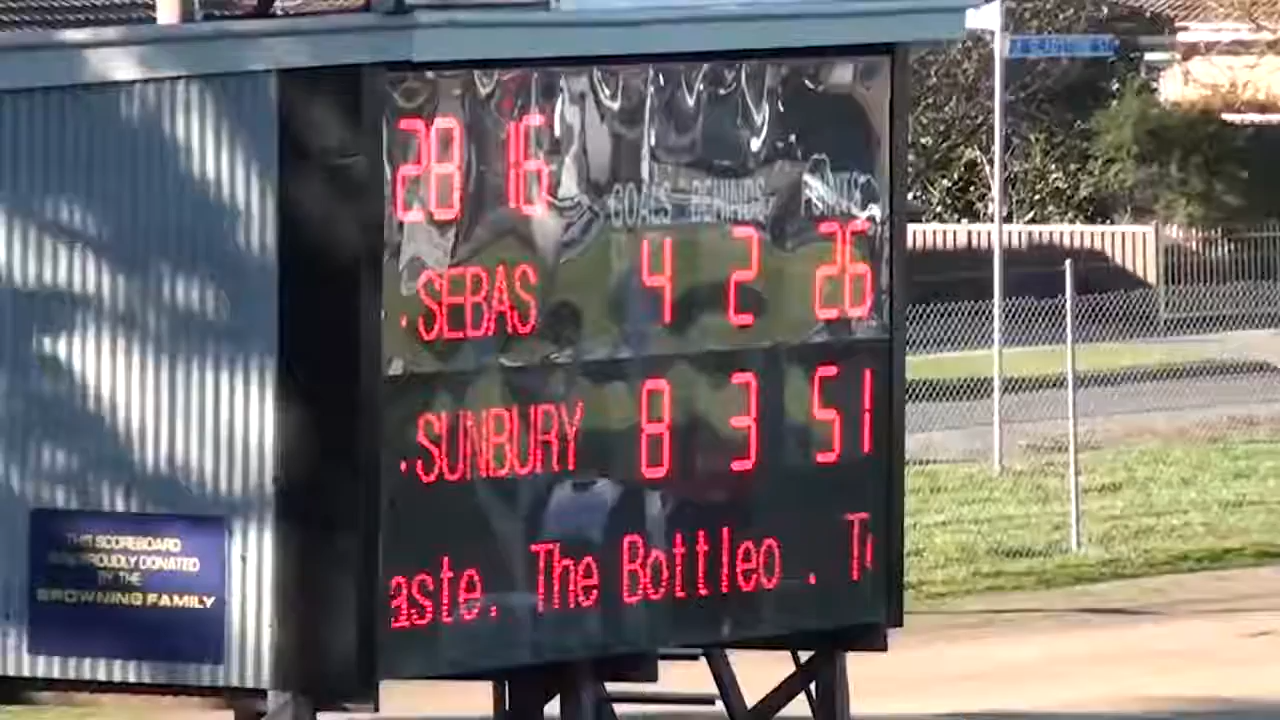 28 16
GOALS BEHINDS POINTS
SEBAS 4 2 26
SUNBURY 8 3 51
aste. The Bottleo . T
THIS SCOREBOARD
WAS PROUDLY DONATED
BY THE
BROWNING FAMILY